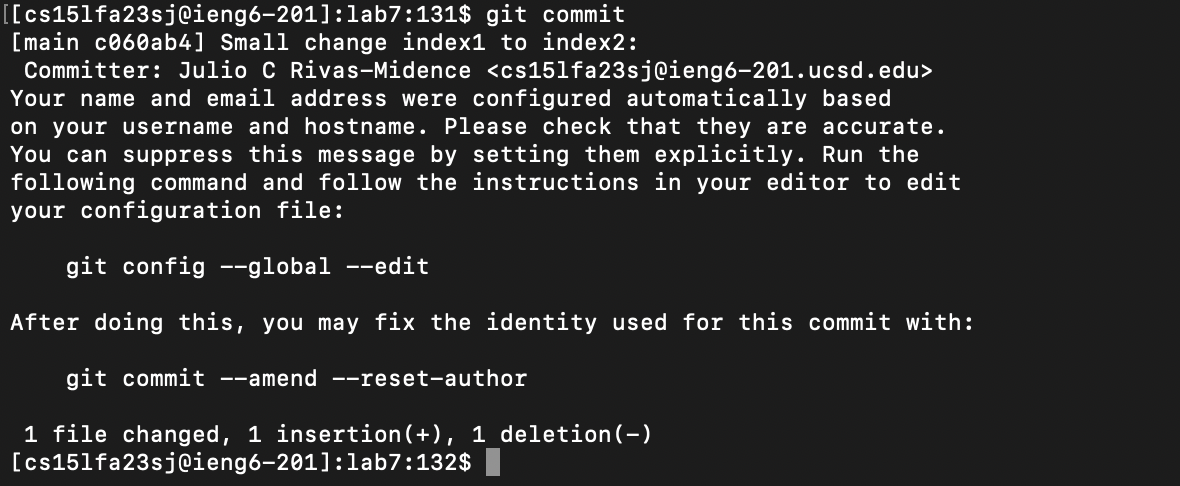 [[cs15lfa23sj@ieng6-201]:lab7:131$ git commit
[main c060ab4] Small change index1 to index2:
 Committer: Julio C Rivas-Midence <cs15lfa23sj@ieng6-201.ucsd.edu>
Your name and email address were configured automatically based
on your username and hostname. Please check that they are accurate.
You can suppress this message by setting them explicitly. Run the
following command and follow the instructions in your editor to edit
your configuration file:

    git config --global --edit

After doing this, you may fix the identity used for this commit with:

    git commit --amend --reset-author

 1 file changed, 1 insertion(+), 1 deletion(-)
[cs15lfa23sj@ieng6-201]:lab7:132$